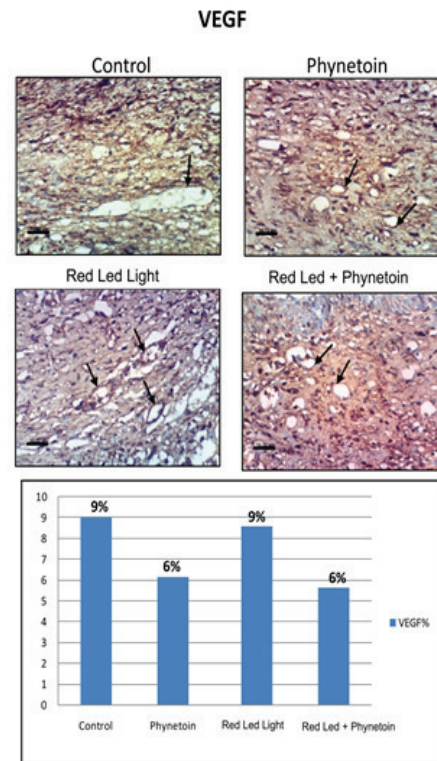 VEGF
Control Phynetoin
Red Led Light Red Led + Phynetoin
10
9
8
7
6
5
4
3
2
1
0
9% 6% 9% 6%
Control Phynetoin Red Led Light Red Led + Phynetoin
VEGF%